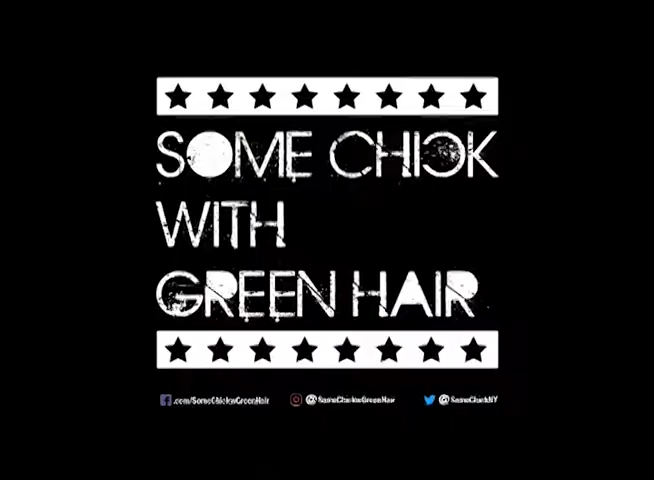 SOME CHICK
WITH
GREEN HAIR
.com/SomeChickwGreenHair
@SomeChickwGreenHair
@SomeChickNY